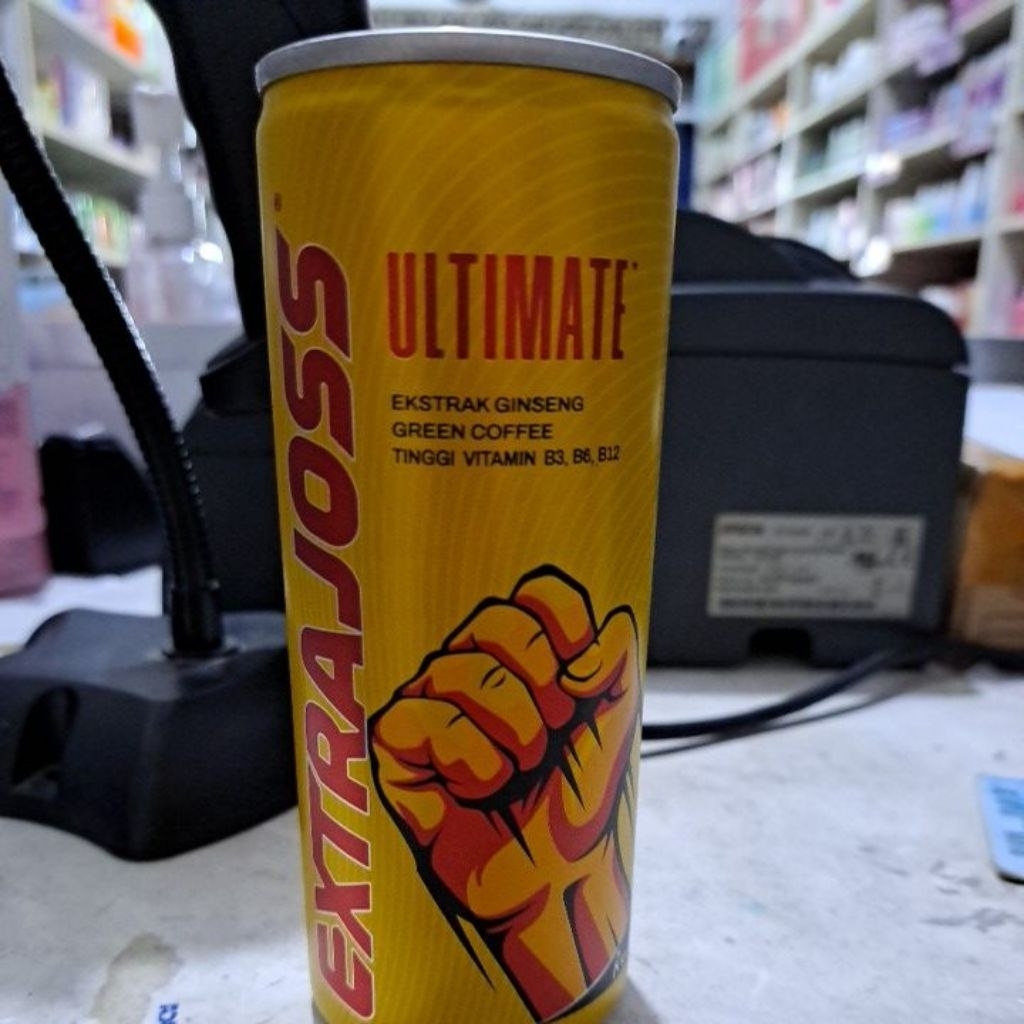 EXTRAJOSS
ULTIMATE
EKSTRAK GINSENG
GREEN COFFEE
TINGGI VITAMIN B3, B6, B12